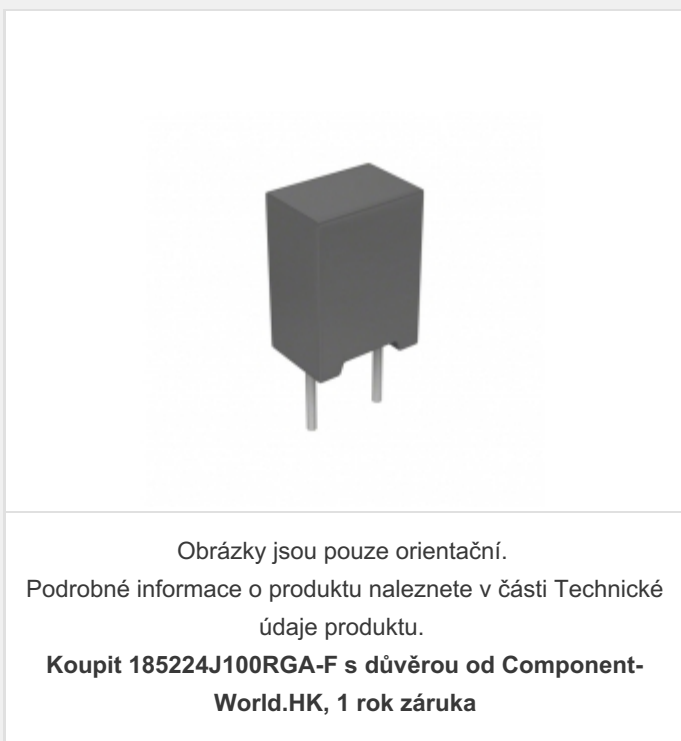 Obrázky jsou pouze orientační.
Podrobné informace o produktu naleznete v části Technické
údaje produktu.
Koupit 185224J100RGA-F s důvěrou od Component-
World.HK, 1 rok záruka